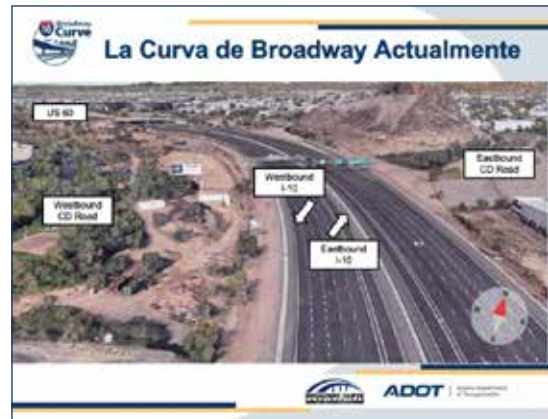 Broadway
Curve
La Curva de Broadway Actualmente
US 60
Eastbound
CD Road
Westbound
I-10
Westbound
CD Road
Eastbound
I-10
ADOT